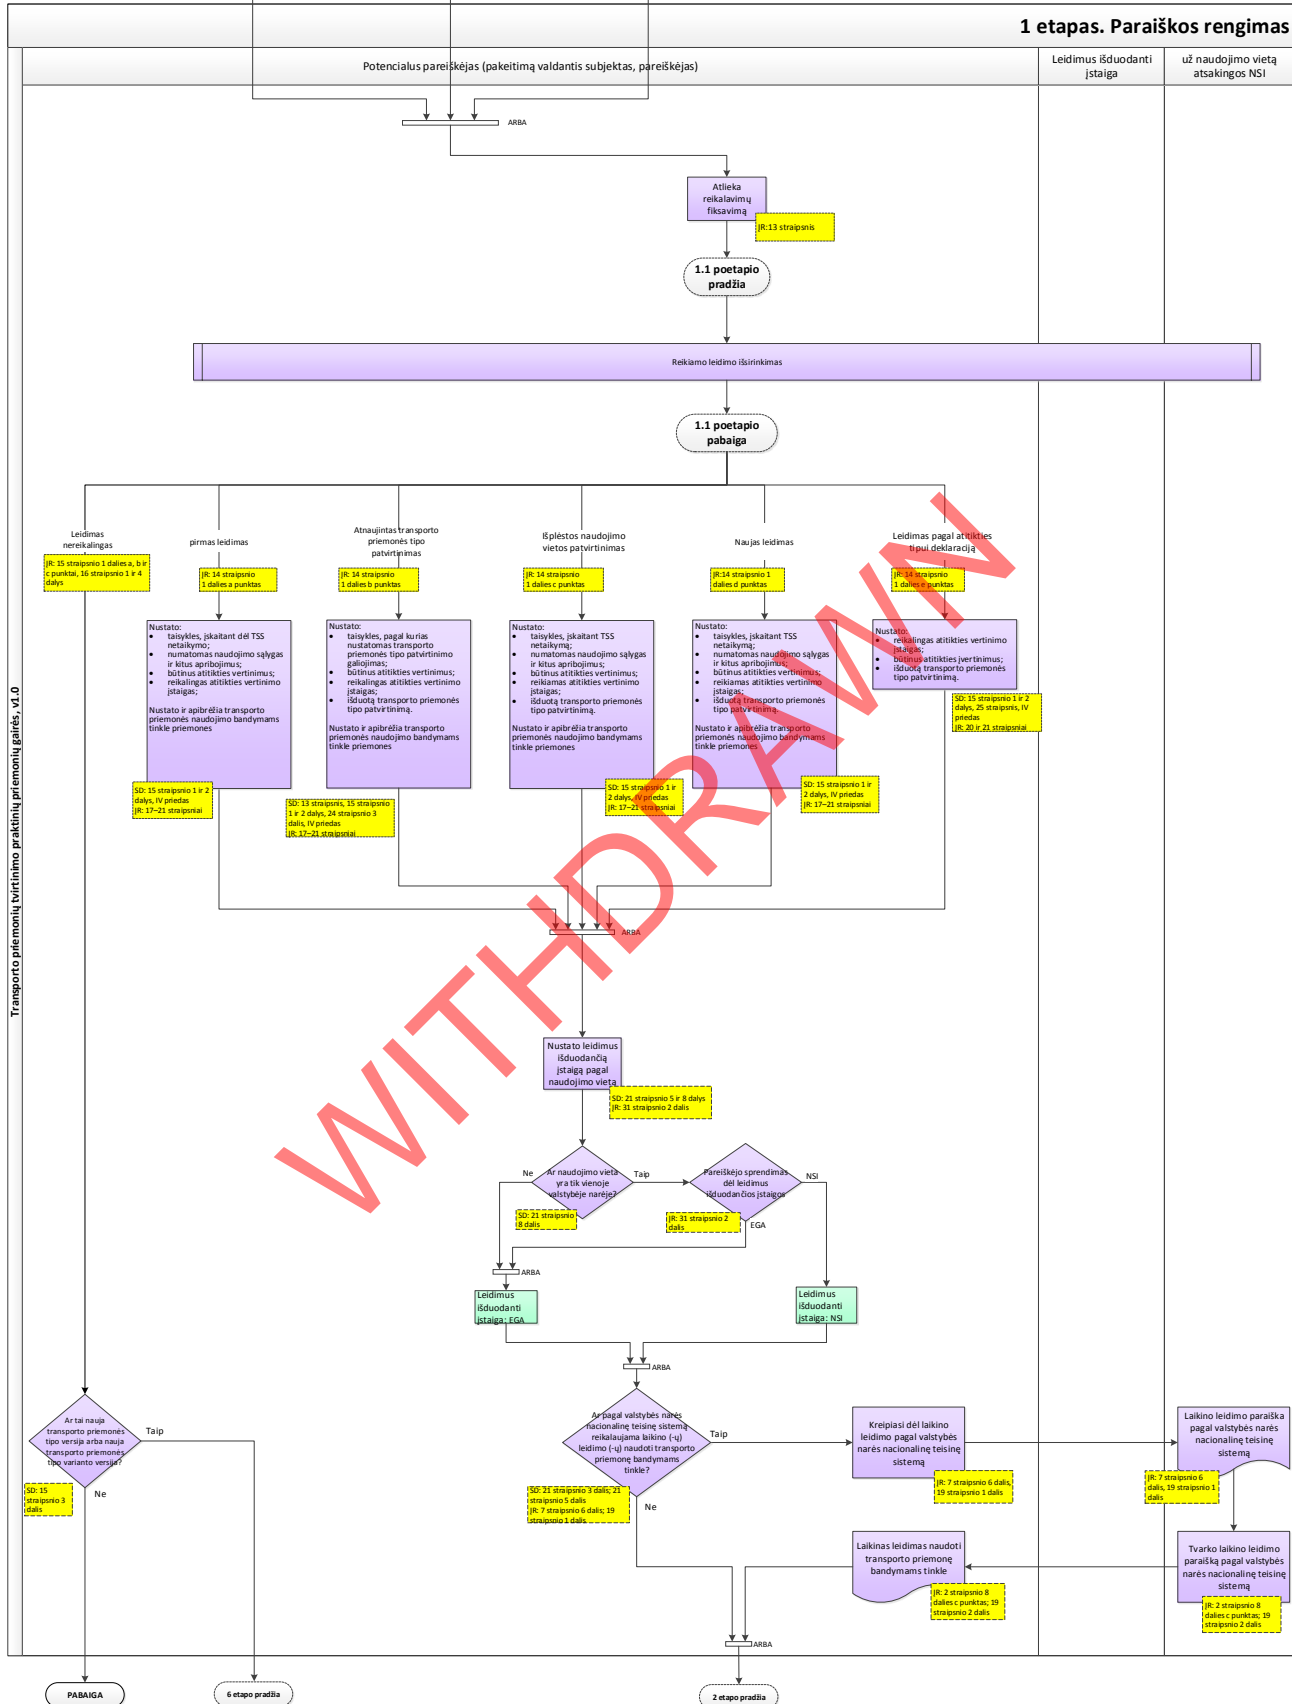 1 etapas. Paraiškos rengimas
Potencialus pareiškėjas (pakeitimą valdantis subjektas, pareiškėjas)
Leidimus išduodanti
įstaiga
už naudojimo vietą
atsakingos NSI
Transporto priemonių tvirtinimo praktinių priemonių gairės, v1.0
ARBA
Atlieka
reikalavimų
fiksavimą
JR:13 straipsnis
1.1 poetapio
pradžia
Reikiamo leidimo išsirinkimas
1.1 poetapio
pabaiga
Leidimas
nereikalingas
JR: 15 straipsnio 1 dalies a, b ir
c punktai, 16 straipsnio 1 ir 4
dalys
pirmas leidimas
JR: 14 straipsnio
1 dalies a punktas
Atnaujintas transporto
priemonės tipo
patvirtinimas
JR: 14 straipsnio
1 dalies b punktas
Išplėstos naudojimo
vietos patvirtinimas
JR: 14 straipsnio
1 dalies c punktas
Naujas leidimas
JR:14 straipsnio 1
dalies d punktas
Leidimas pagal atitikties
tipui deklaraciją
JR: 14 straipsnio
1 dalies e punktas
Nustato:
• taisykles, įskaitant dėl TSS
netaikymo;
• numatomas naudojimo sąlygas
ir kitus apribojimus;
• būtinus atitikties vertinimus;
• reikalingas atitikties vertinimo
įstaigas;
Nustato ir apibrėžia transporto
priemonės naudojimo bandymams
tinkle priemones
SD: 15 straipsnio 1 ir 2
dalys, IV priedas
JR: 17–21 straipsniai
Nustato:
• taisykles, pagal kurias
nustatomas transporto
priemonės tipo patvirtinimo
galiojimas;
• būtinus atitikties vertinimus;
• reikalingas atitikties vertinimo
įstaigas;
• išduotą transporto priemonės
tipo patvirtinimą.
Nustato ir apibrėžia transporto
priemonės naudojimo bandymams
tinkle priemones
SD: 13 straipsnis, 15 straipsnio
1 ir 2 dalys, 24 straipsnio 3
dalis, IV priedas
JR: 17–21 straipsniai
Nustato:
• taisykles, įskaitant TSS
netaikymą;
• numatomas naudojimo sąlygas
ir kitus apribojimus;
• būtinus atitikties vertinimus;
• reikiamas atitikties vertinimo
įstaigas;
• išduotą transporto priemonės
tipo patvirtinimą.
Nustato ir apibrėžia transporto
priemonės naudojimo bandymams
tinkle priemones
SD: 15 straipsnio 1 ir
2 dalys, IV priedas
JR: 17–21 straipsniai
Nustato:
• taisykles, įskaitant TSS
netaikymą;
• numatomas naudojimo sąlygas
ir kitus apribojimus;
• būtinus atitikties vertinimus;
• reikiamas atitikties vertinimo
įstaigas;
• išduotą transporto priemonės
tipo patvirtinimą.
Nustato ir apibrėžia transporto
priemonės naudojimo bandymams
tinkle priemones
SD: 15 straipsnio 1 ir
2 dalys, IV priedas
JR: 17–21 straipsniai
Nustato:
• reikalingas atitikties vertinimo
įstaigas;
• būtinus atitikties įvertinimus;
• išduotą transporto priemonės
tipo patvirtinimą.
SD: 15 straipsnio 1 ir 2
dalys, 25 straipsnis, IV
priedas
JR: 20 ir 21 straipsniai
ARBA
Nustato leidimus
išduodančią
įstaigą pagal
naudojimo vietą
SD: 21 straipsnio 5 ir 8 dalys
JR: 31 straipsnio 2 dalis
Ne
Ar naudojimo vieta
yra tik vienoje
valstybėje narėje?
Taip
SD: 21 straipsnio
8 dalis
Pareiškėjo sprendimas
dėl leidimus
išduodančios įstaigos
NSI
JR: 31 straipsnio 2
dalis
EGA
ARBA
Leidimus
išduodanti
įstaiga: EGA
Leidimus
išduodanti
įstaiga: NSI
ARBA
Ar tai nauja
transporto priemonės
tipo versija arba nauja
transporto priemonės
tipo varianto versija?
Taip
SD: 15
straipsnio 3
dalis
Ne
Ar pagal valstybės narės
nacionalinę teisinę sistemą
reikalaujama laikino (-ų)
leidimo (-ų) naudoti transporto
priemonę bandymams
tinkle?
Taip
SD: 21 straipsnio 3 dalis; 21
straipsnio 5 dalis
JR: 7 straipsnio 6 dalis; 19
straipsnio 1 dalis
Ne
Kreipiasi dėl laikino
leidimo pagal valstybės
narės nacionalinę teisinę
sistemą
JR: 7 straipsnio 6 dalis,
19 straipsnio 1 dalis
Laikino leidimo paraiška
pagal valstybės narės
nacionalinę teisinę
sistemą
JR: 7 straipsnio 6
dalis, 19 straipsnio 1
dalis
Laikinas leidimas naudoti
transporto priemonę
bandymams tinkle
JR: 2 straipsnio 8
dalies c punktas; 19
straipsnio 2 dalis
Tvarko laikino leidimo
paraišką pagal valstybės
narės nacionalinę teisinę
sistemą
JR: 2 straipsnio 8
dalies c punktas; 19
straipsnio 2 dalis
ARBA
PABAIGA
6 etapo pradžia
2 etapo pradžia
WITHDRAWN